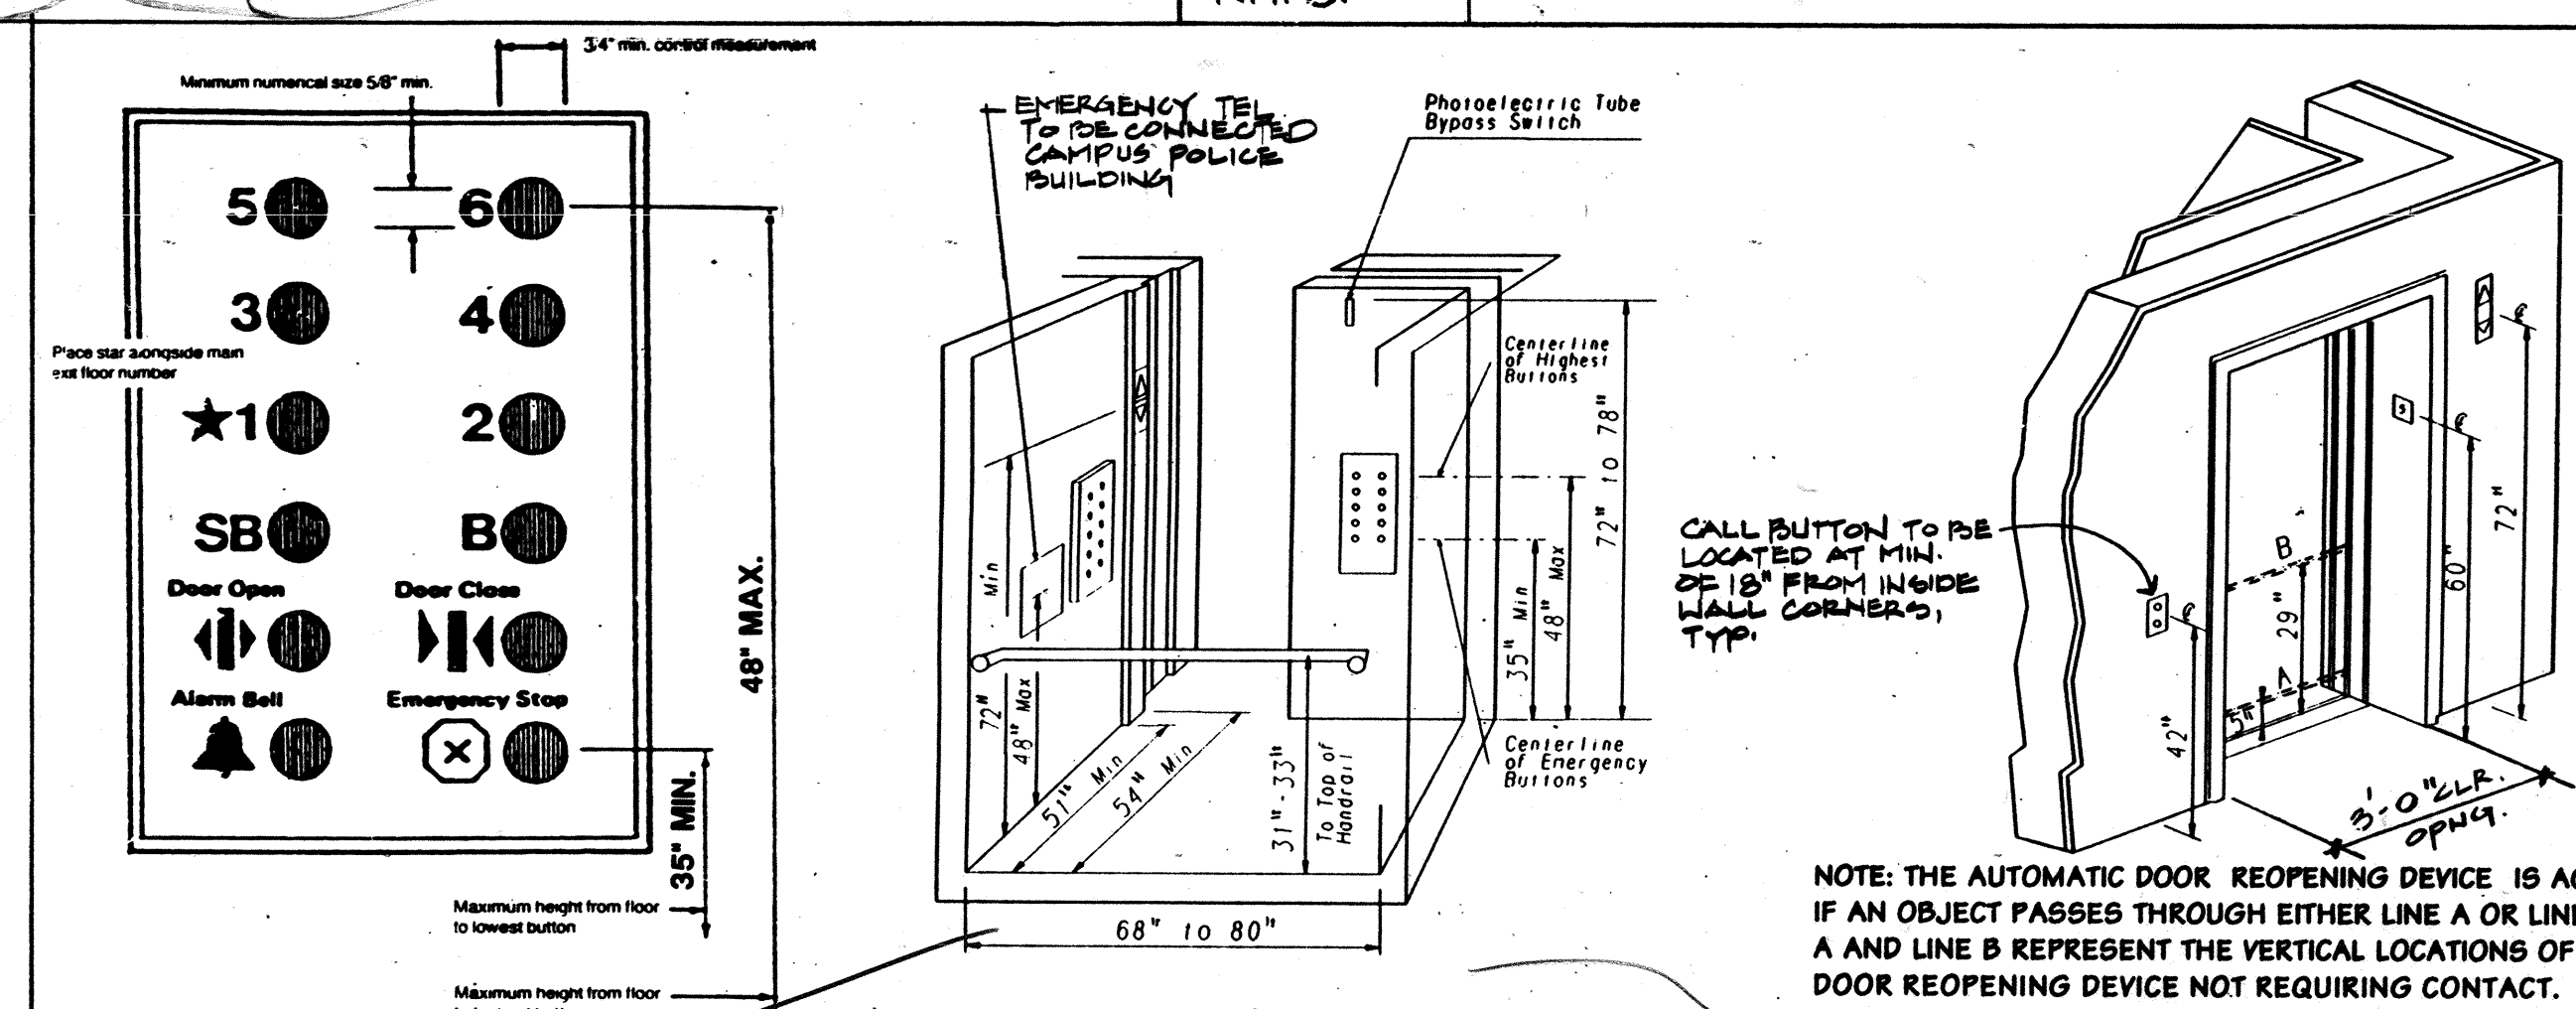 3/4" min. control measurement
Minimum numerical size 5/8" min.
5
6
3
4
Place star alongside main
exit floor number
★1
2
SB
B
Door Open
Door Close
Alarm Bell
Emergency Stop
48" MAX.
35" MIN.
Maximum height from floor
to lowest button
Maximum height from floor
EMERGENCY TEL.
TO BE CONNECTED
CAMPUS POLICE
BUILDING
Photoelectric Tube
Bypass Switch
Centerline
of Highest
Buttons
72" to 78"
48" Max
35" Min
Centerline
of Emergency
Buttons
Min
72"
48" Max
51" Min
54" Min
31"-33"
To Top of
Handrail
68" to 80"
CALL BUTTON TO BE
LOCATED AT MIN.
OF 18" FROM INSIDE
WALL CORNERS,
TYP.
S
72"
60"
B
29"
A
5"
42"
3'-0" CLR.
OPNG.
NOTE: THE AUTOMATIC DOOR REOPENING DEVICE IS
IF AN OBJECT PASSES THROUGH EITHER LINE A OR
A AND LINE B REPRESENT THE VERTICAL LOCATIONS OF
DOOR REOPENING DEVICE NOT REQUIRING CONTACT.